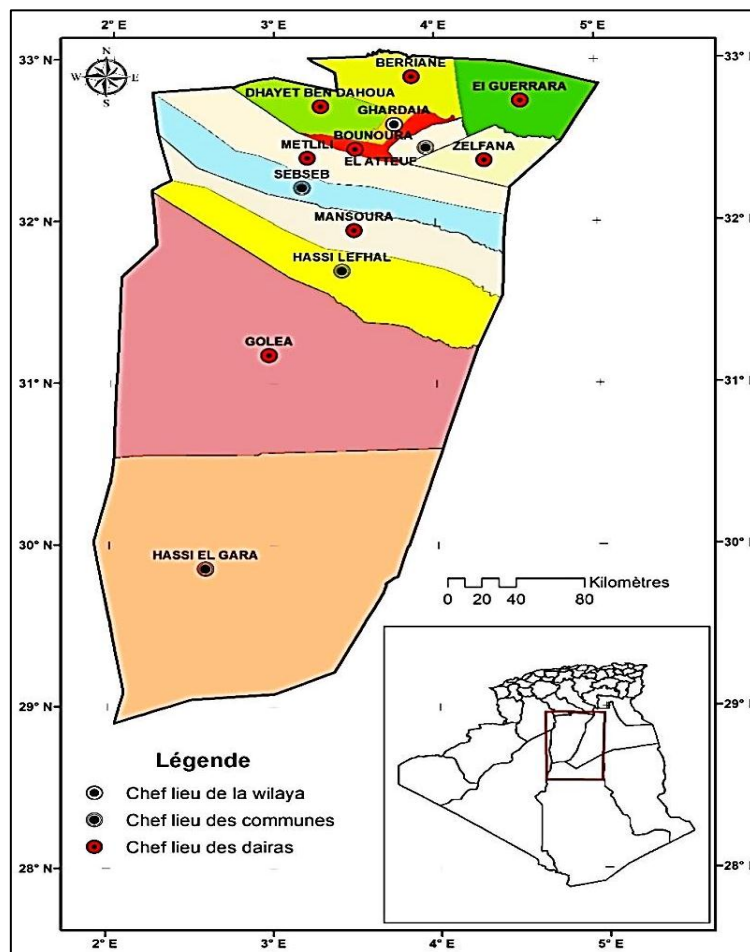 2° E 3° E 4° E 5° E
33° N 33° N
N
W E
S
BERRIANE
DHAYET BEN DAHOUA
El GUERRARA
GHARDAIA
BOUNOURA
METLILI
EL ATTEUF
ZELFANA
SEBSEB
32° N 32° N
MANSOURA
HASSI LEFHAL
GOLEA
31° N 31° N
30° N 30° N
HASSI EL GARA
Kilomètres
0 20 40 80
29° N 29° N
Légende
Chef lieu de la wilaya
Chef lieu des communes
Chef lieu des dairas
28° N 28° N
2° E 3° E 4° E 5° E